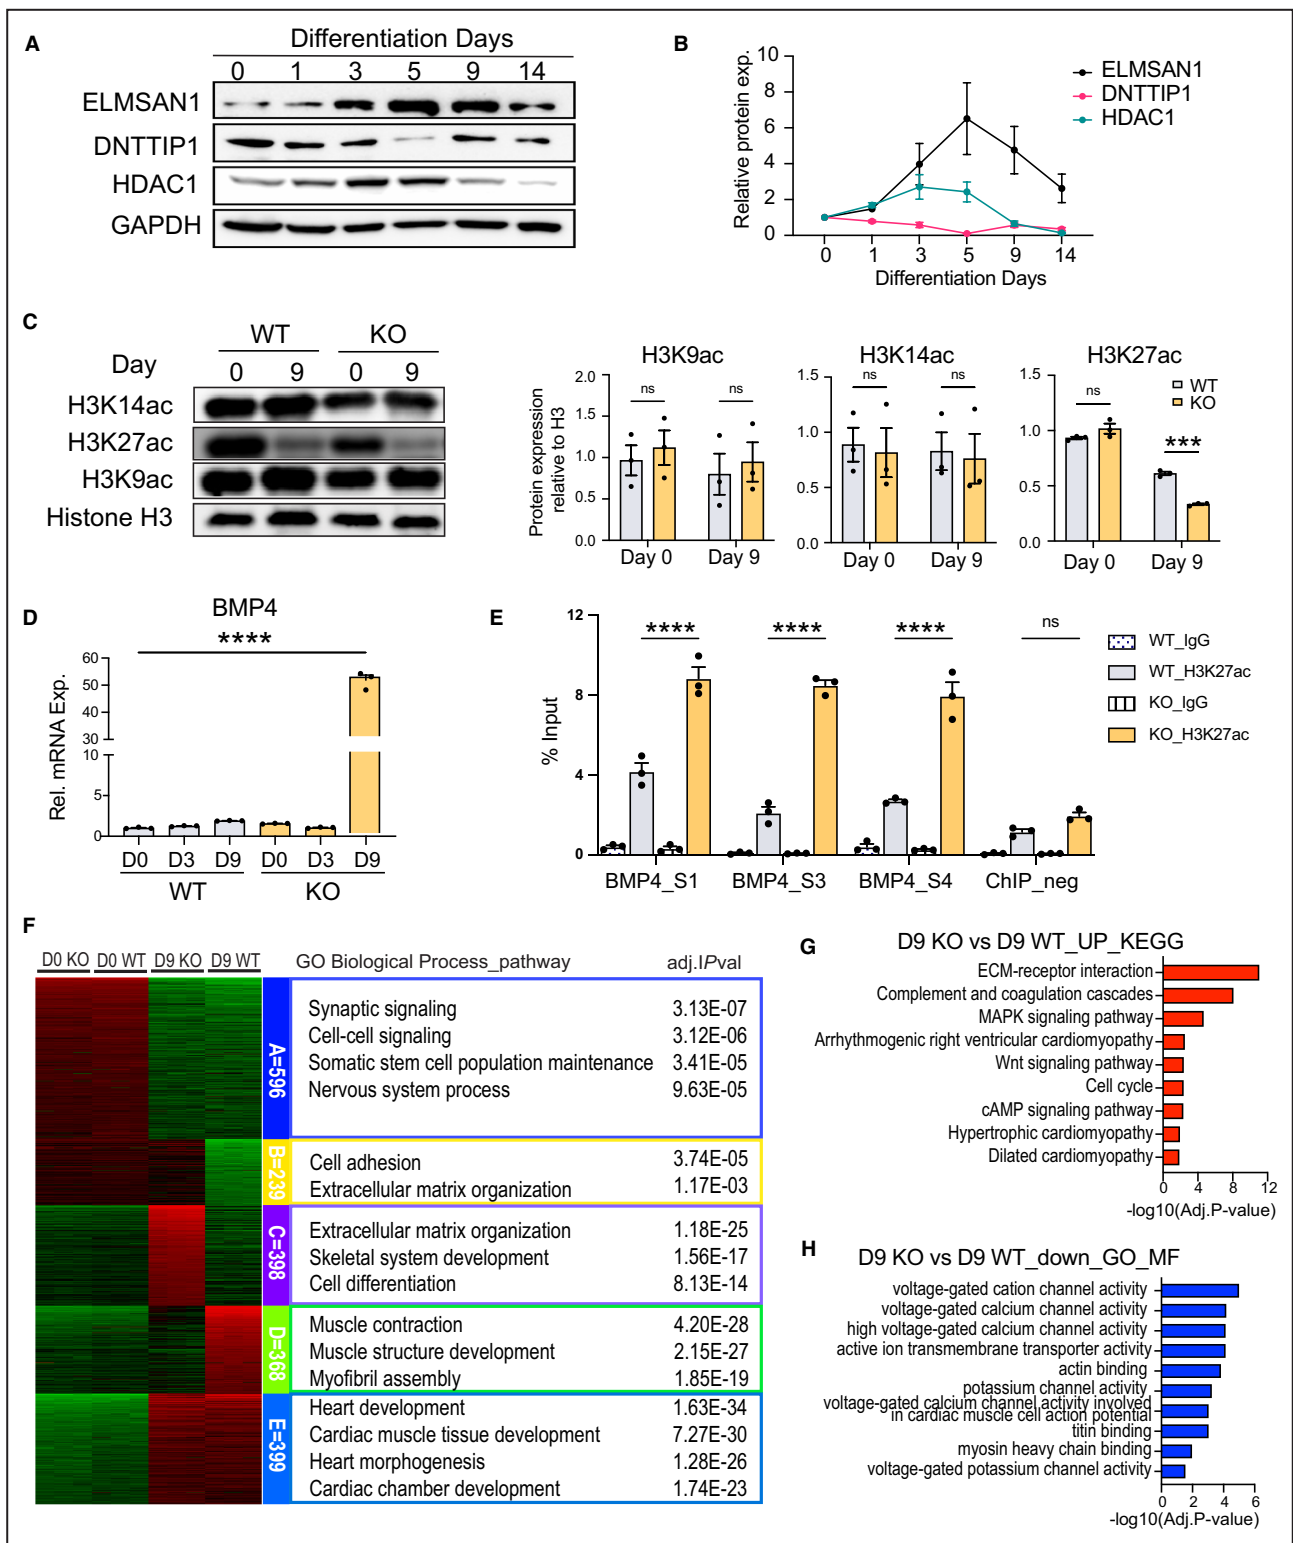 A
Differentiation Days
0 1 3 5 9 14
ELMSAN1
DNTTIP1
HDAC1
GAPDH
B
10
8
6
4
2
0
Relative protein exp.
ELMSAN1
DNTTIP1
HDAC1
0 1 3 5 9 14
Differentiation Days
C
WT KO
Day 0 9 0 9
H3K14ac
H3K27ac
H3K9ac
Histone H3
H3K9ac
2.0
1.5
1.0
0.5
0.0
Protein expression
relative to H3
ns ns
Day 0 Day 9
H3K14ac
1.5
1.0
0.5
0.0
ns ns
Day 0 Day 9
H3K27ac
1.5
1.0
0.5
0.0
WT
KO
ns
***
Day 0 Day 9
D
BMP4
****
60
50
40
30
10
5
0
Rel. mRNA Exp.
D0 D3 D9 D0 D3 D9
WT KO
E
12
8
4
0
% Input
**** **** **** ns
WT_IgG
WT_H3K27ac
KO_IgG
KO_H3K27ac
BMP4_S1 BMP4_S3 BMP4_S4 ChIP_neg
F
D0 KO D0 WT D9 KO D9 WT GO Biological Process_pathway adj.lPval
A=596
Synaptic signaling 3.13E-07
Cell-cell signaling 3.12E-06
Somatic stem cell population maintenance 3.41E-05
Nervous system process 9.63E-05
B=239
Cell adhesion 3.74E-05
Extracellular matrix organization 1.17E-03
C=398
Extracellular matrix organization 1.18E-25
Skeletal system development 1.56E-17
Cell differentiation 8.13E-14
D=368
Muscle contraction 4.20E-28
Muscle structure development 2.15E-27
Myofibril assembly 1.85E-19
E=399
Heart development 1.63E-34
Cardiac muscle tissue development 7.27E-30
Heart morphogenesis 1.28E-26
Cardiac chamber development 1.74E-23
G
D9 KO vs D9 WT_UP_KEGG
ECM-receptor interaction
Complement and coagulation cascades
MAPK signaling pathway
Arrhythmogenic right ventricular cardiomyopathy
Wnt signaling pathway
Cell cycle
cAMP signaling pathway
Hypertrophic cardiomyopathy
Dilated cardiomyopathy
0 4 8 12
-log10(Adj.P-value)
H
D9 KO vs D9 WT_down_GO_MF
voltage-gated cation channel activity
voltage-gated calcium channel activity
high voltage-gated calcium channel activity
active ion transmembrane transporter activity
actin binding
potassium channel activity
voltage-gated calcium channel activity involved
in cardiac muscle cell action potential
titin binding
myosin heavy chain binding
voltage-gated potassium channel activity
0 2 4 6
-log10(Adj.P-value)